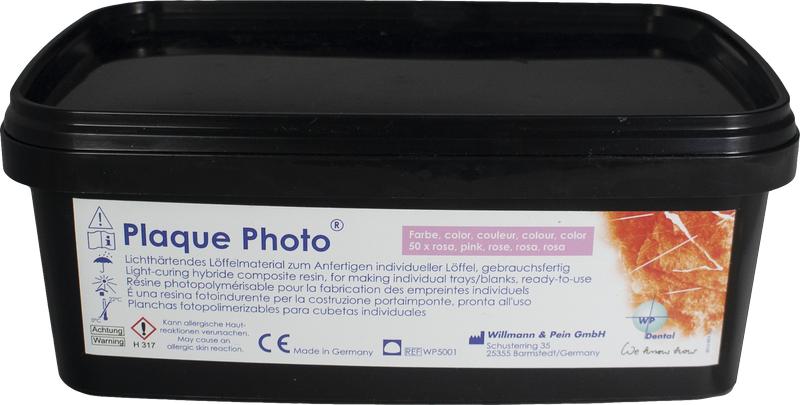 Plaque Photo®
Farbe, color, couleur, colour, color
50 x rosa, pink, rose, rosa, rosa
Lichthärtendes Löffelmaterial zum Anfertigen individueller Löffel, gebrauchsfertig
Light-curing hybride composite resin, for making individual trays/blanks, ready-to-use
Résine photopolymérisable pour la fabrication des empreintes individuels
È una resina fotoindurente per la costruzione portaimponte, pronta all'uso
Planchas fotopolimerizables para cubetas individuales
Achtung
Warning
H 317
Kann allergische Haut-
reaktionen verursachen.
May cause an
allergic skin reaction.
CE
Made in Germany
REF WP5001
Willmann & Pein GmbH
Schusterring 35
25355 Barmstedt/Germany
WP
Dental
We know how